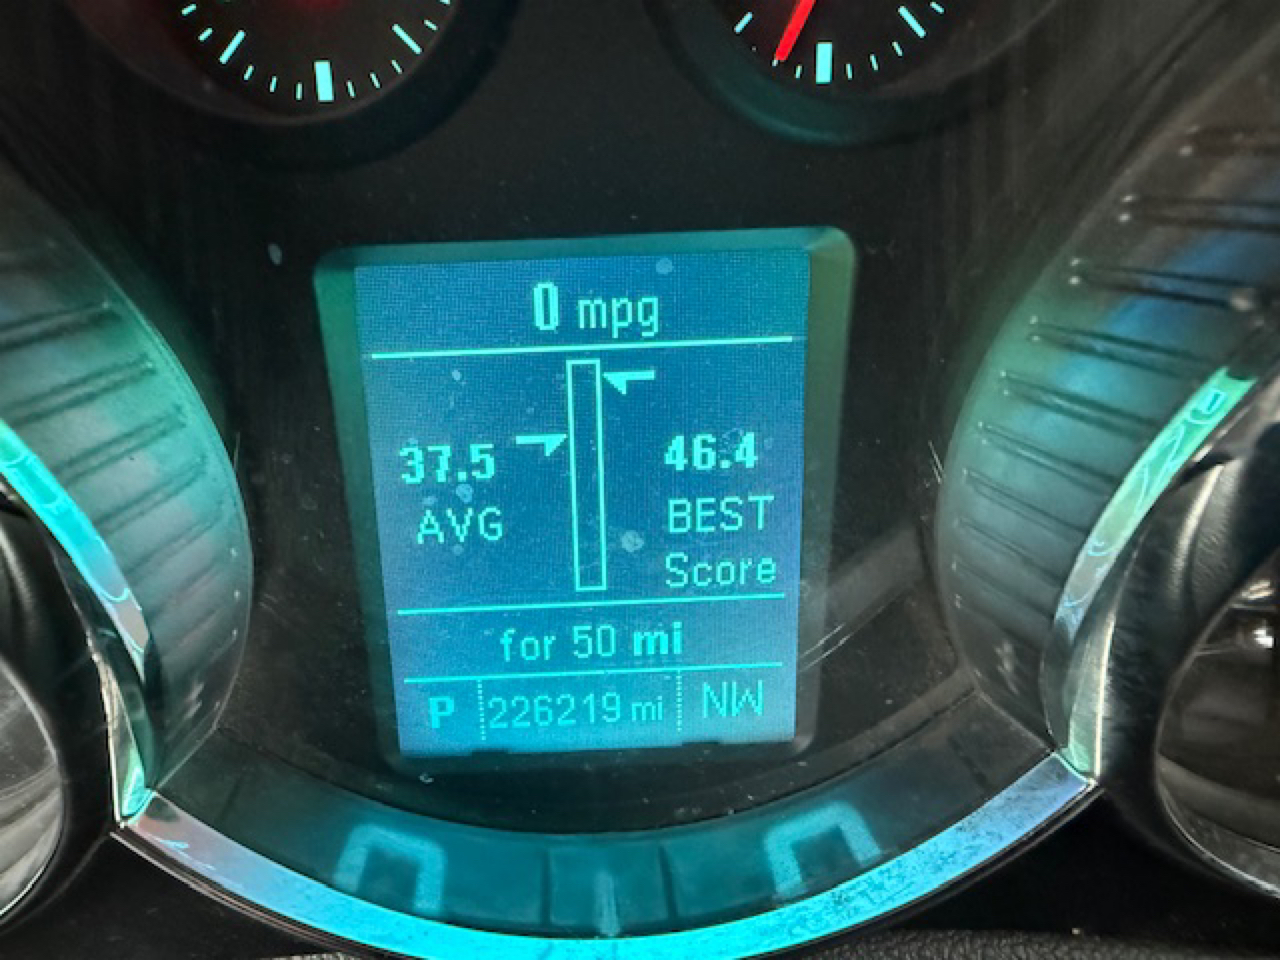 0 mpg
37.5
AVG
46.4
BEST
Score
for 50 mi
P 226219 mi NW